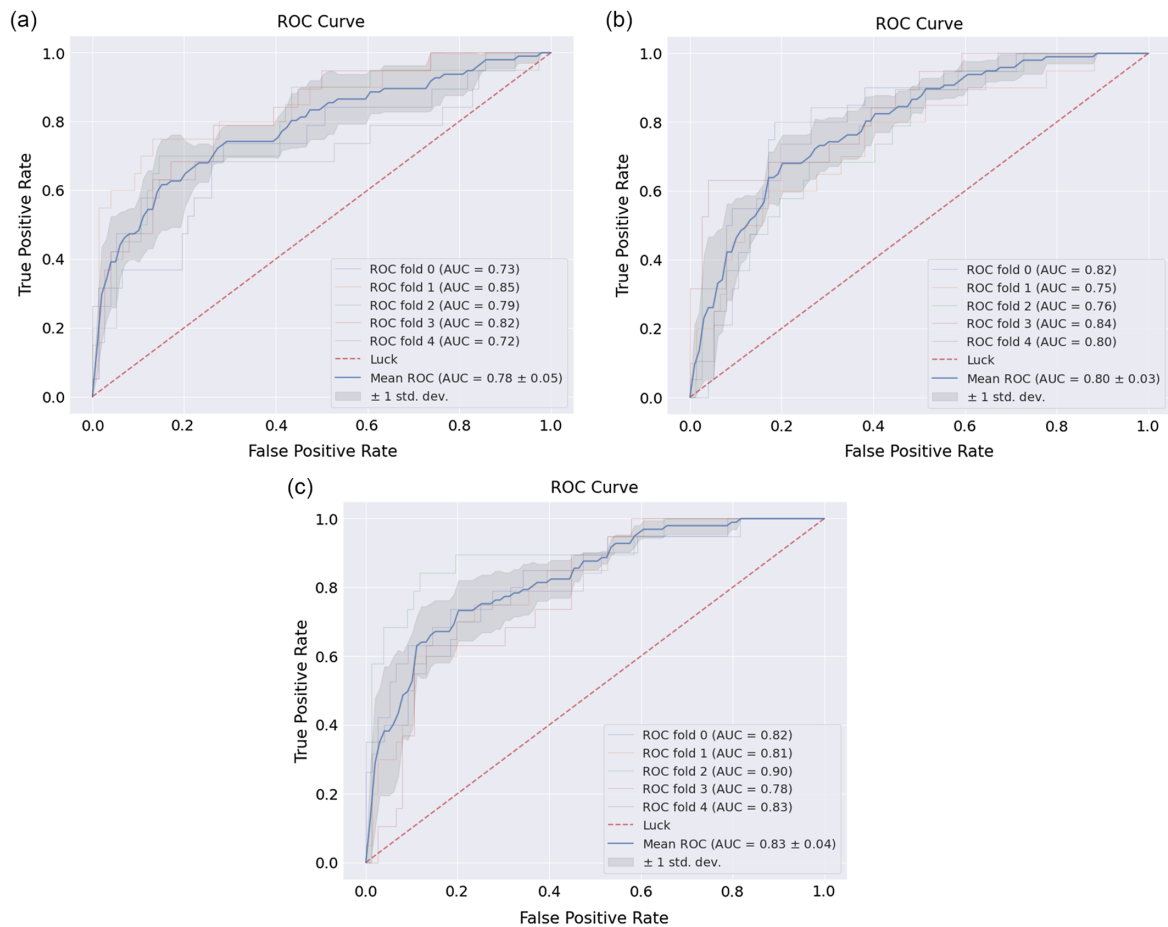 (a)
ROC Curve
1.0
0.8
0.6
0.4
0.2
0.0
True Positive Rate
ROC fold 0 (AUC = 0.73)
ROC fold 1 (AUC = 0.85)
ROC fold 2 (AUC = 0.79)
ROC fold 3 (AUC = 0.82)
ROC fold 4 (AUC = 0.72)
Luck
Mean ROC (AUC = 0.78 ± 0.05)
± 1 std. dev.
0.0 0.2 0.4 0.6 0.8 1.0
False Positive Rate
(b)
ROC Curve
1.0
0.8
0.6
0.4
0.2
0.0
True Positive Rate
ROC fold 0 (AUC = 0.82)
ROC fold 1 (AUC = 0.75)
ROC fold 2 (AUC = 0.76)
ROC fold 3 (AUC = 0.84)
ROC fold 4 (AUC = 0.80)
Luck
Mean ROC (AUC = 0.80 ± 0.03)
± 1 std. dev.
0.0 0.2 0.4 0.6 0.8 1.0
False Positive Rate
(c)
ROC Curve
1.0
0.8
0.6
0.4
0.2
0.0
True Positive Rate
ROC fold 0 (AUC = 0.82)
ROC fold 1 (AUC = 0.81)
ROC fold 2 (AUC = 0.90)
ROC fold 3 (AUC = 0.78)
ROC fold 4 (AUC = 0.83)
Luck
Mean ROC (AUC = 0.83 ± 0.04)
± 1 std. dev.
0.0 0.2 0.4 0.6 0.8 1.0
False Positive Rate